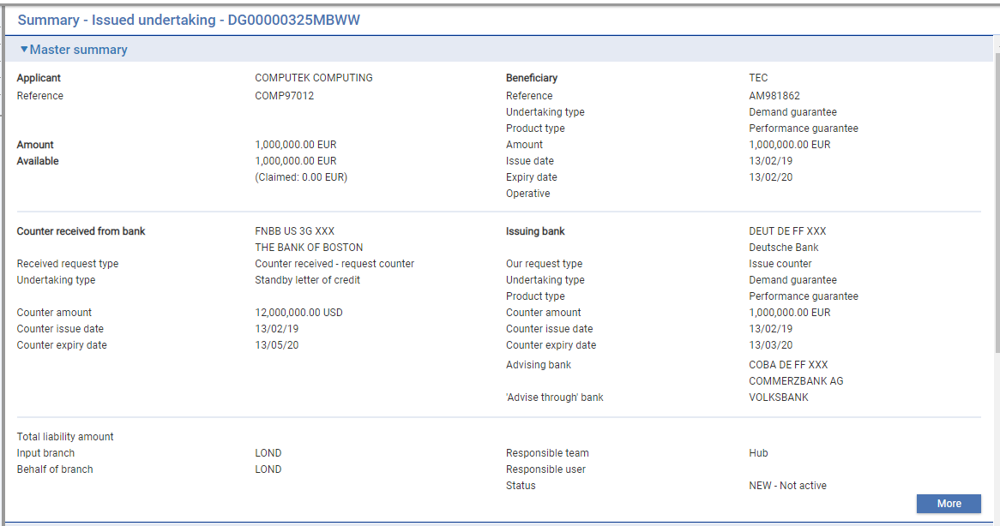 Summary - Issued undertaking - DG00000325MBWW
▼Master summary
Applicant COMPUTEK COMPUTING Beneficiary TEC
Reference COMP97012 Reference AM981862
Undertaking type Demand guarantee
Product type Performance guarantee
Amount 1,000,000.00 EUR Amount 1,000,000.00 EUR
Available 1,000,000.00 EUR Issue date 13/02/19
(Claimed: 0.00 EUR) Expiry date 13/02/20
Operative
Counter received from bank FNBB US 3G XXX Issuing bank DEUT DE FF XXX
THE BANK OF BOSTON Deutsche Bank
Received request type Counter received - request counter Our request type Issue counter
Undertaking type Standby letter of credit Undertaking type Demand guarantee
Product type Performance guarantee
Counter amount 12,000,000.00 USD Counter amount 1,000,000.00 EUR
Counter issue date 13/02/19 Counter issue date 13/02/19
Counter expiry date 13/05/20 Counter expiry date 13/03/20
Advising bank COBA DE FF XXX
COMMERZBANK AG
'Advise through' bank VOLKSBANK
Total liability amount
Input branch LOND Responsible team Hub
Behalf of branch LOND Responsible user
Status NEW - Not active
More